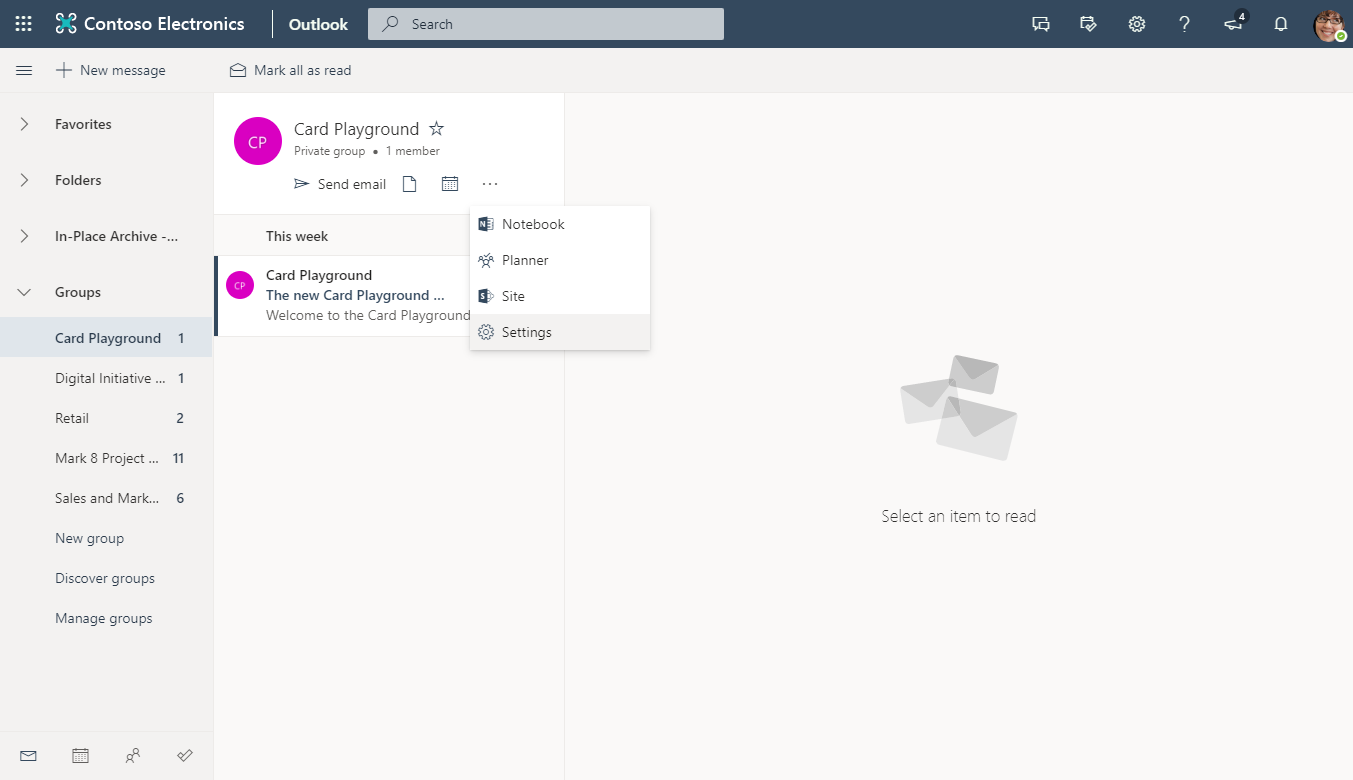 Contoso Electronics
Outlook
Search
4
New message
Mark all as read
Favorites
Folders
In-Place Archive -...
Groups
Card Playground 1
Digital Initiative ... 1
Retail 2
Mark 8 Project ... 11
Sales and Mark... 6
New group
Discover groups
Manage groups
CP
Card Playground
Private group • 1 member
Send email
...
This week
CP
Card Playground
The new Card Playground ...
Welcome to the Card Playground
Notebook
Planner
Site
Settings
Select an item to read